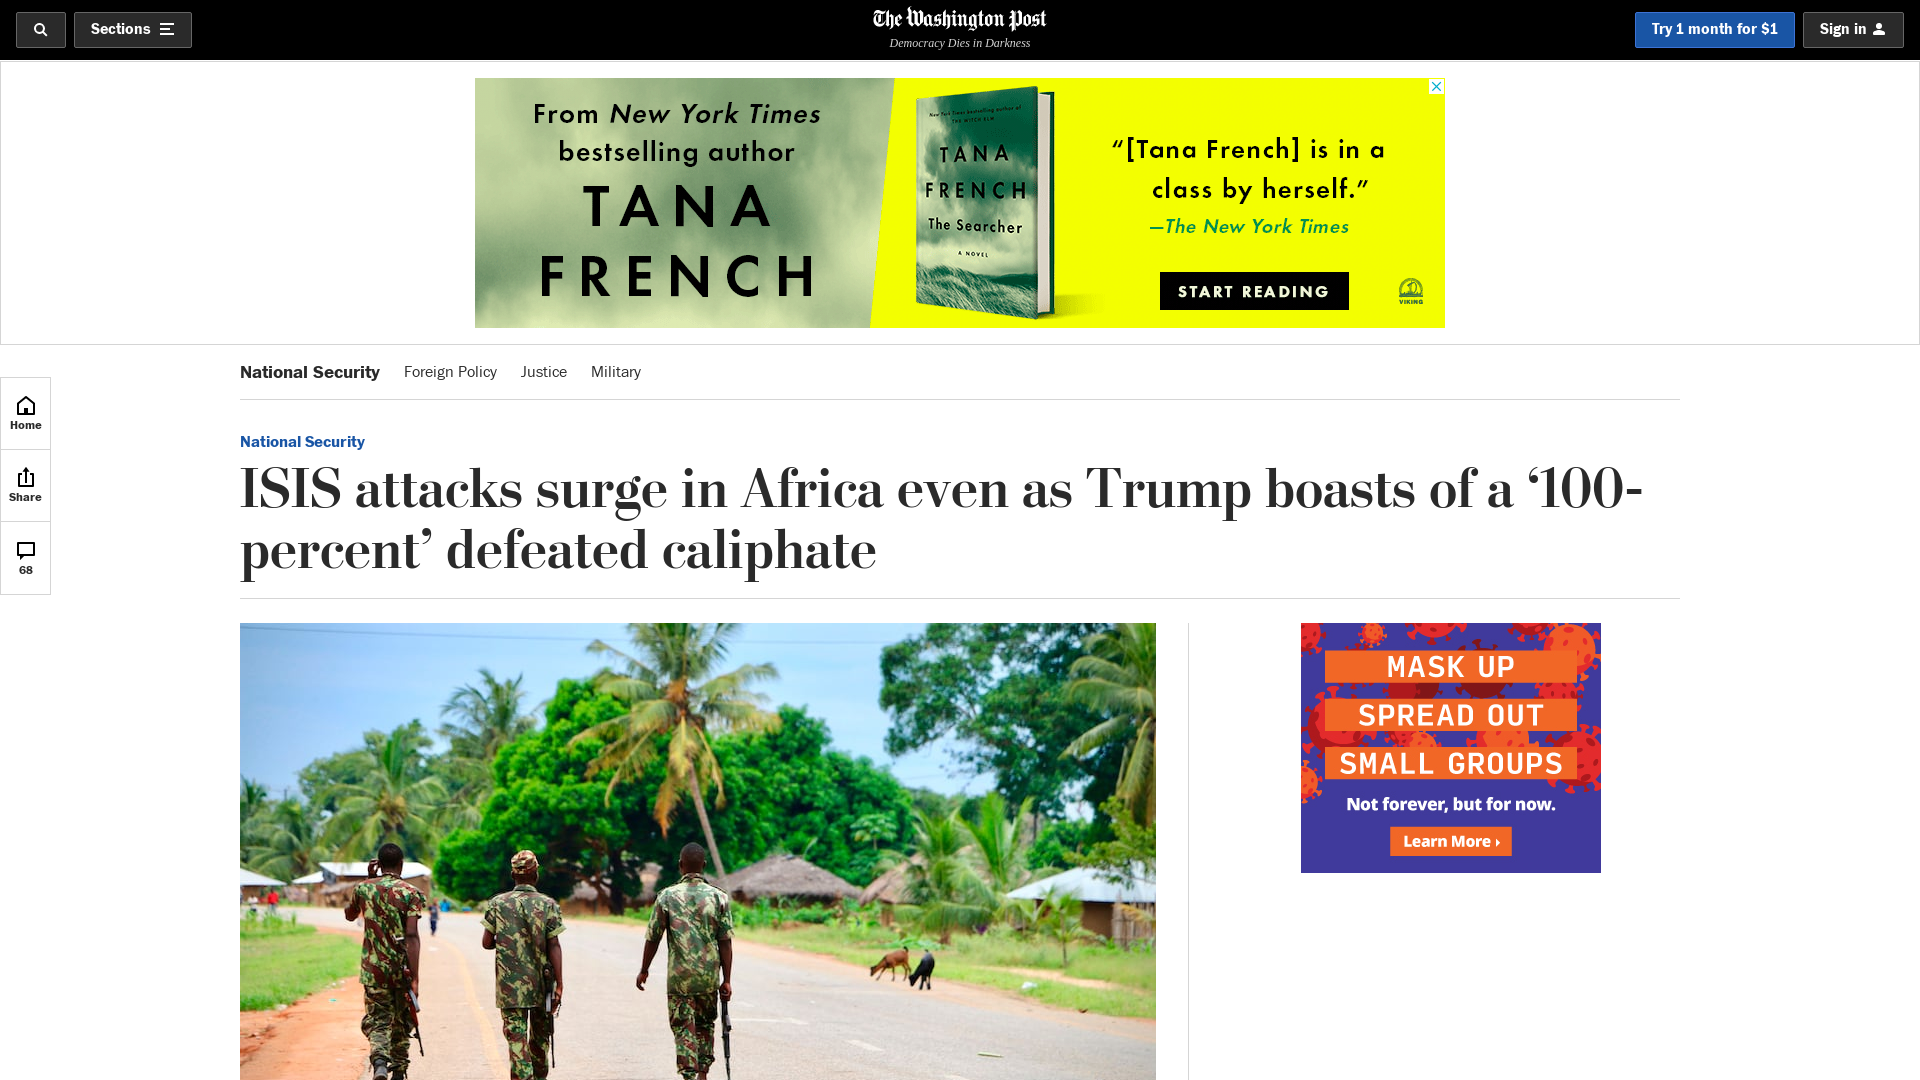 Sections
The Washington Post
Democracy Dies in Darkness
Try 1 month for $1
Sign in
From New York Times
bestselling author
TANA
FRENCH
New York Times bestselling author of
THE WITCH ELM
TANA
FRENCH
The Searcher
A NOVEL
“[Tana French] is in a
class by herself.”
—The New York Times
START READING
VIKING
National Security
Foreign Policy
Justice
Military
Home
Share
68
National Security
ISIS attacks surge in Africa even as Trump boasts of a ‘100-
percent’ defeated caliphate
MASK UP
SPREAD OUT
SMALL GROUPS
Not forever, but for now.
Learn More